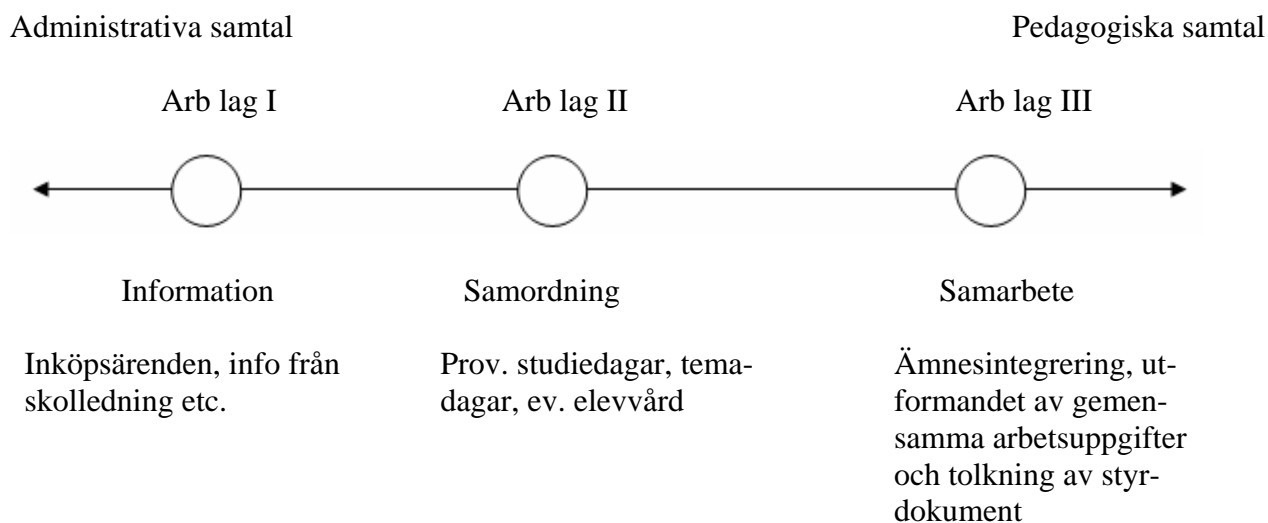 Administrativa samtal Pedagogiska samtal
Arb lag I Arb lag II Arb lag III
Information Samordning Samarbete
Inköpsärenden, info från
skolledning etc.
Prov. studiedagar, tema-
dagar, ev. elevvård
Ämnesintegrering, ut-
formandet av gemen-
samma arbetsuppgifter
och tolkning av styr-
dokument